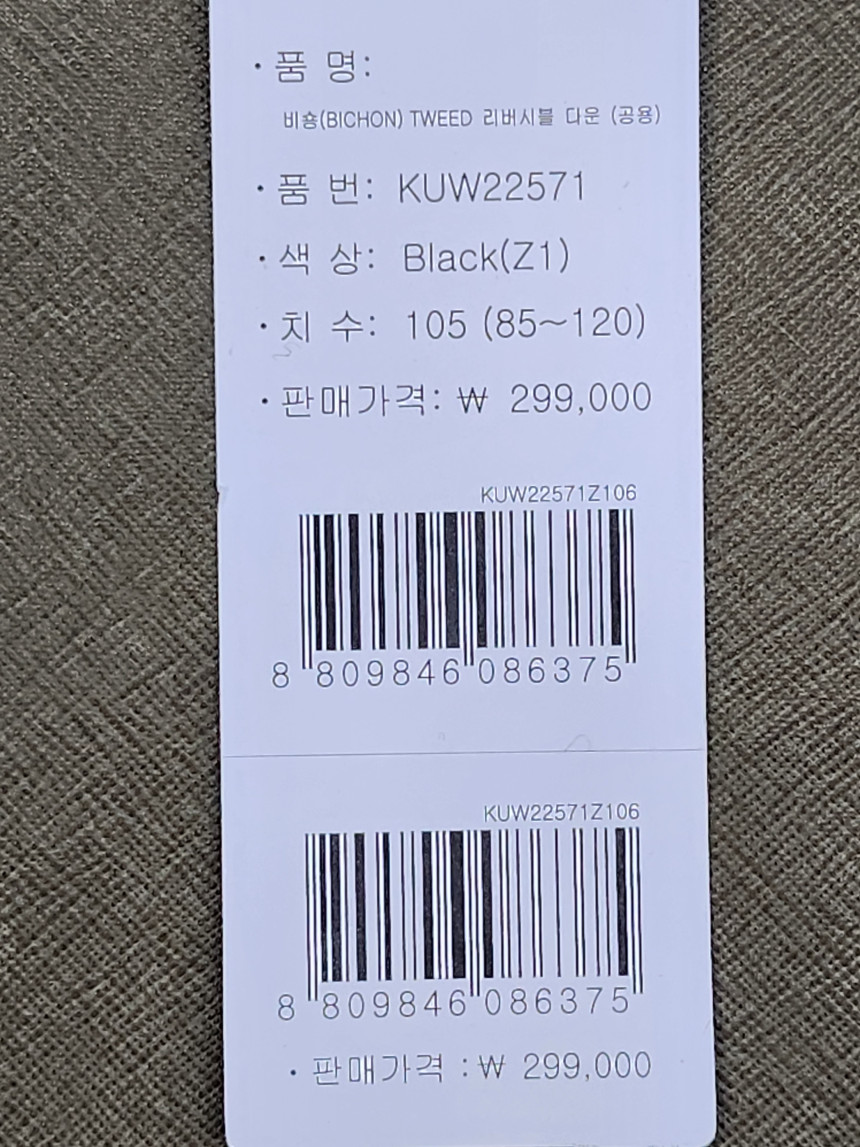 · 품 명:
비숑(BICHON) TWEED 리버시블 다운 (공용)
· 품 번: KUW22571
· 색 상: Black(Z1)
· 치 수: 105 (85~120)
· 판매가격: ₩ 299,000
KUW22571Z106
8 809846 086375
KUW22571Z106
8 809846 086375
· 판매가격 : ₩ 299,000